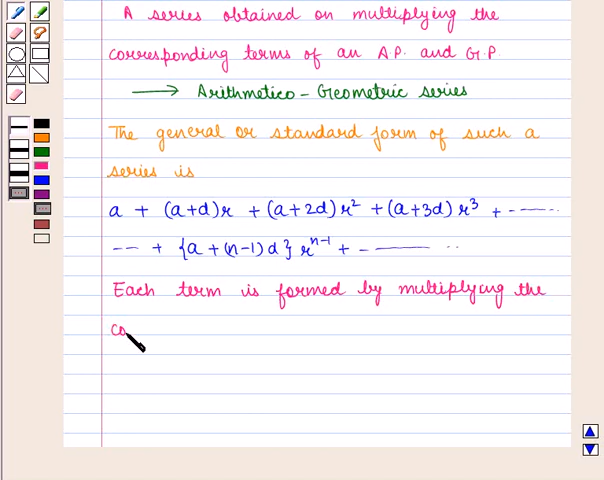 A series obtained on multiplying the
corresponding terms of an A.P. and G.P.
⟶ Arithmetico - Geometric series
The general or standard form of such a
series is
a + (a+d)r + (a+2d)r² + (a+3d)r³ + -------
--- + {a + (n-1)d} rⁿ⁻¹ + ------- ..
Each term is formed by multiplying the
co